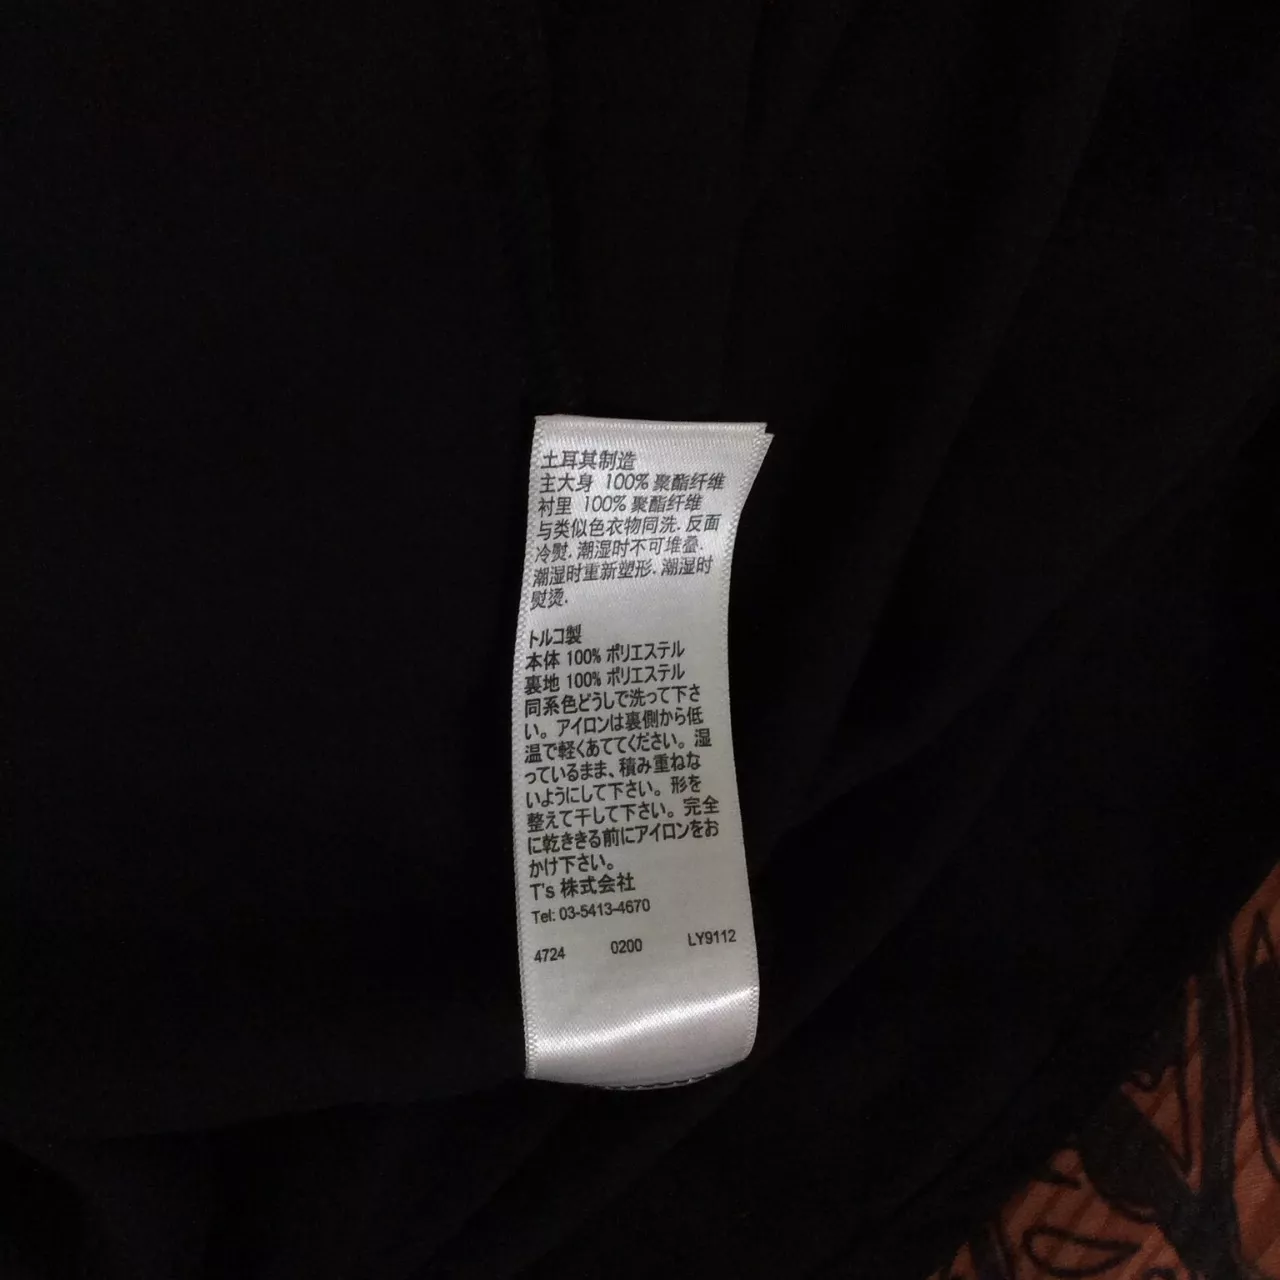 土耳其制造
主大身 100% 聚酯纤维
衬里 100% 聚酯纤维
与类似色衣物同洗. 反面
冷熨. 潮湿时不可堆叠.
潮湿时重新塑形. 潮湿时
熨烫.
トルコ製
本体 100% ポリエステル
裏地 100% ポリエステル
同系色どうしで洗って下さ
い。アイロンは裏側から低
温で軽くあててください。湿
っているまま、積み重ねな
いようにして下さい。形を
整えて干して下さい。完全
に乾ききる前にアイロンをお
かけ下さい。
T's 株式会社
Tel: 03-5413-4670
4724 0200 LY9112